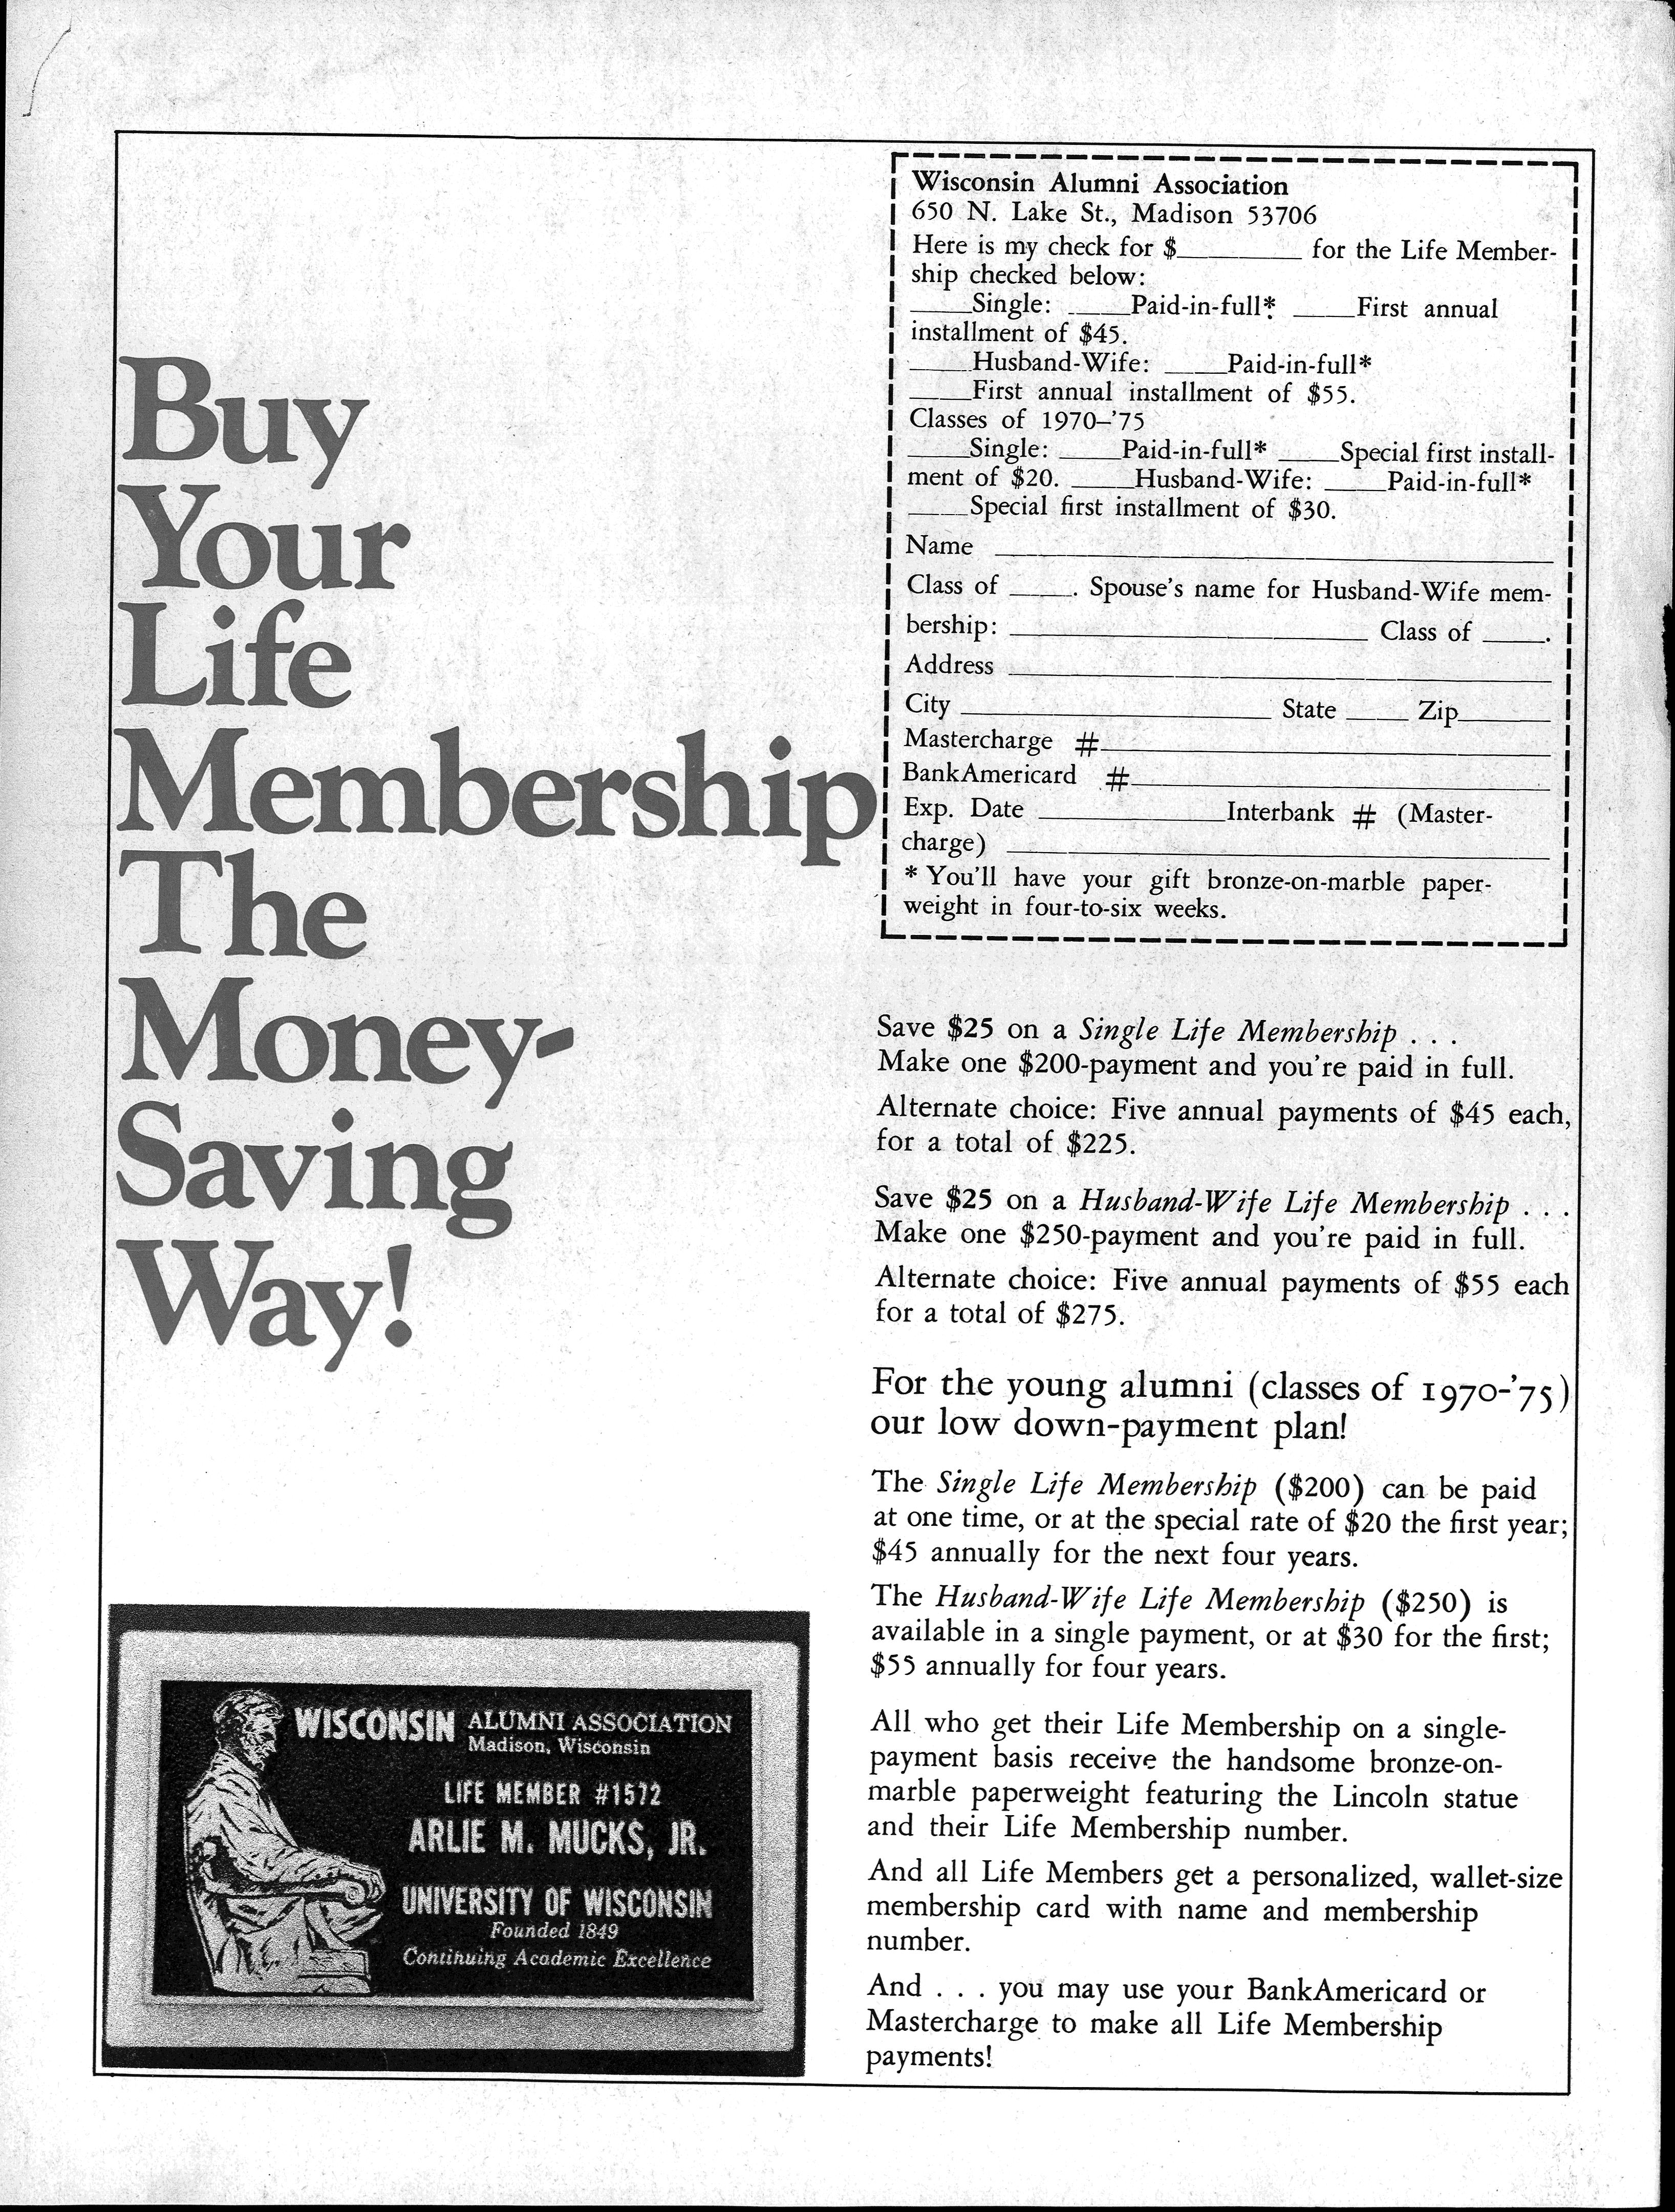 Buy
Your
Life
Membership
The
Money-
Saving
Way!
Wisconsin Alumni Association
650 N. Lake St., Madison 53706
Here is my check for $________ for the Life Member-
ship checked below:
____Single: ____Paid-in-full* ____First annual
installment of $45.
____Husband-Wife: ____Paid-in-full*
____First annual installment of $55.
Classes of 1970–'75
____Single: ____Paid-in-full* ____Special first install-
ment of $20. ____Husband-Wife: ____Paid-in-full*
____Special first installment of $30.
Name ____________________
Class of ____. Spouse's name for Husband-Wife mem-
bership: ____________________ Class of ____.
Address ____________________
City ____________________ State ____ Zip______
Mastercharge #____________________
BankAmericard #____________________
Exp. Date ____________Interbank # (Master-
charge) ____________________
* You'll have your gift bronze-on-marble paper-
weight in four-to-six weeks.
Save $25 on a Single Life Membership . . .
Make one $200-payment and you're paid in full.
Alternate choice: Five annual payments of $45 each,
for a total of $225.
Save $25 on a Husband-Wife Life Membership . . .
Make one $250-payment and you're paid in full.
Alternate choice: Five annual payments of $55 each
for a total of $275.
For the young alumni (classes of 1970-'75)
our low down-payment plan!
The Single Life Membership ($200) can be paid
at one time, or at the special rate of $20 the first year;
$45 annually for the next four years.
The Husband-Wife Life Membership ($250) is
available in a single payment, or at $30 for the first;
$55 annually for four years.
All who get their Life Membership on a single-
payment basis receive the handsome bronze-on-
marble paperweight featuring the Lincoln statue
and their Life Membership number.
And all Life Members get a personalized, wallet-size
membership card with name and membership
number.
And . . . you may use your BankAmericard or
Mastercharge to make all Life Membership
payments!
WISCONSIN ALUMNI ASSOCIATION
Madison, Wisconsin
LIFE MEMBER #1572
ARLIE M. MUCKS, JR.
UNIVERSITY OF WISCONSIN
Founded 1849
Continuing Academic Excellence